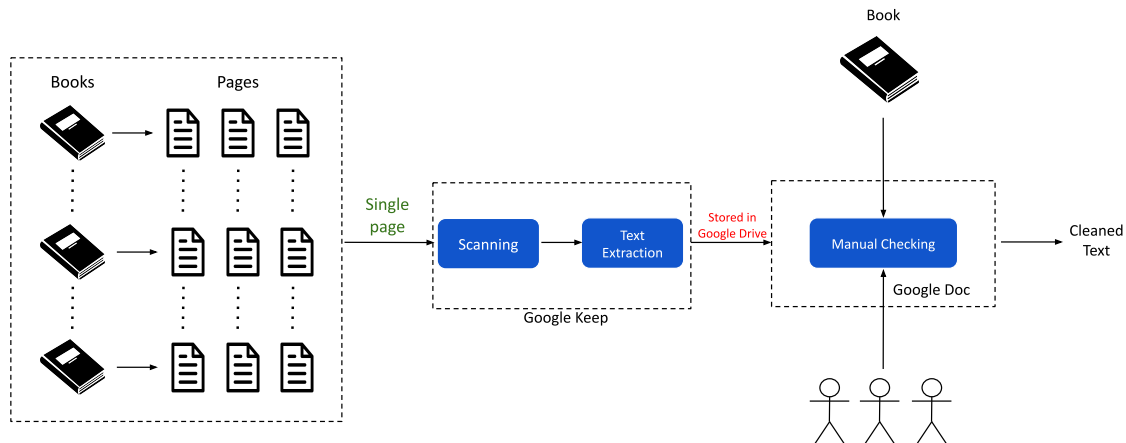 Book
Books
Pages
Single
page
Scanning
Text
Extraction
Google Keep
Stored in
Google Drive
Manual Checking
Google Doc
Cleaned
Text